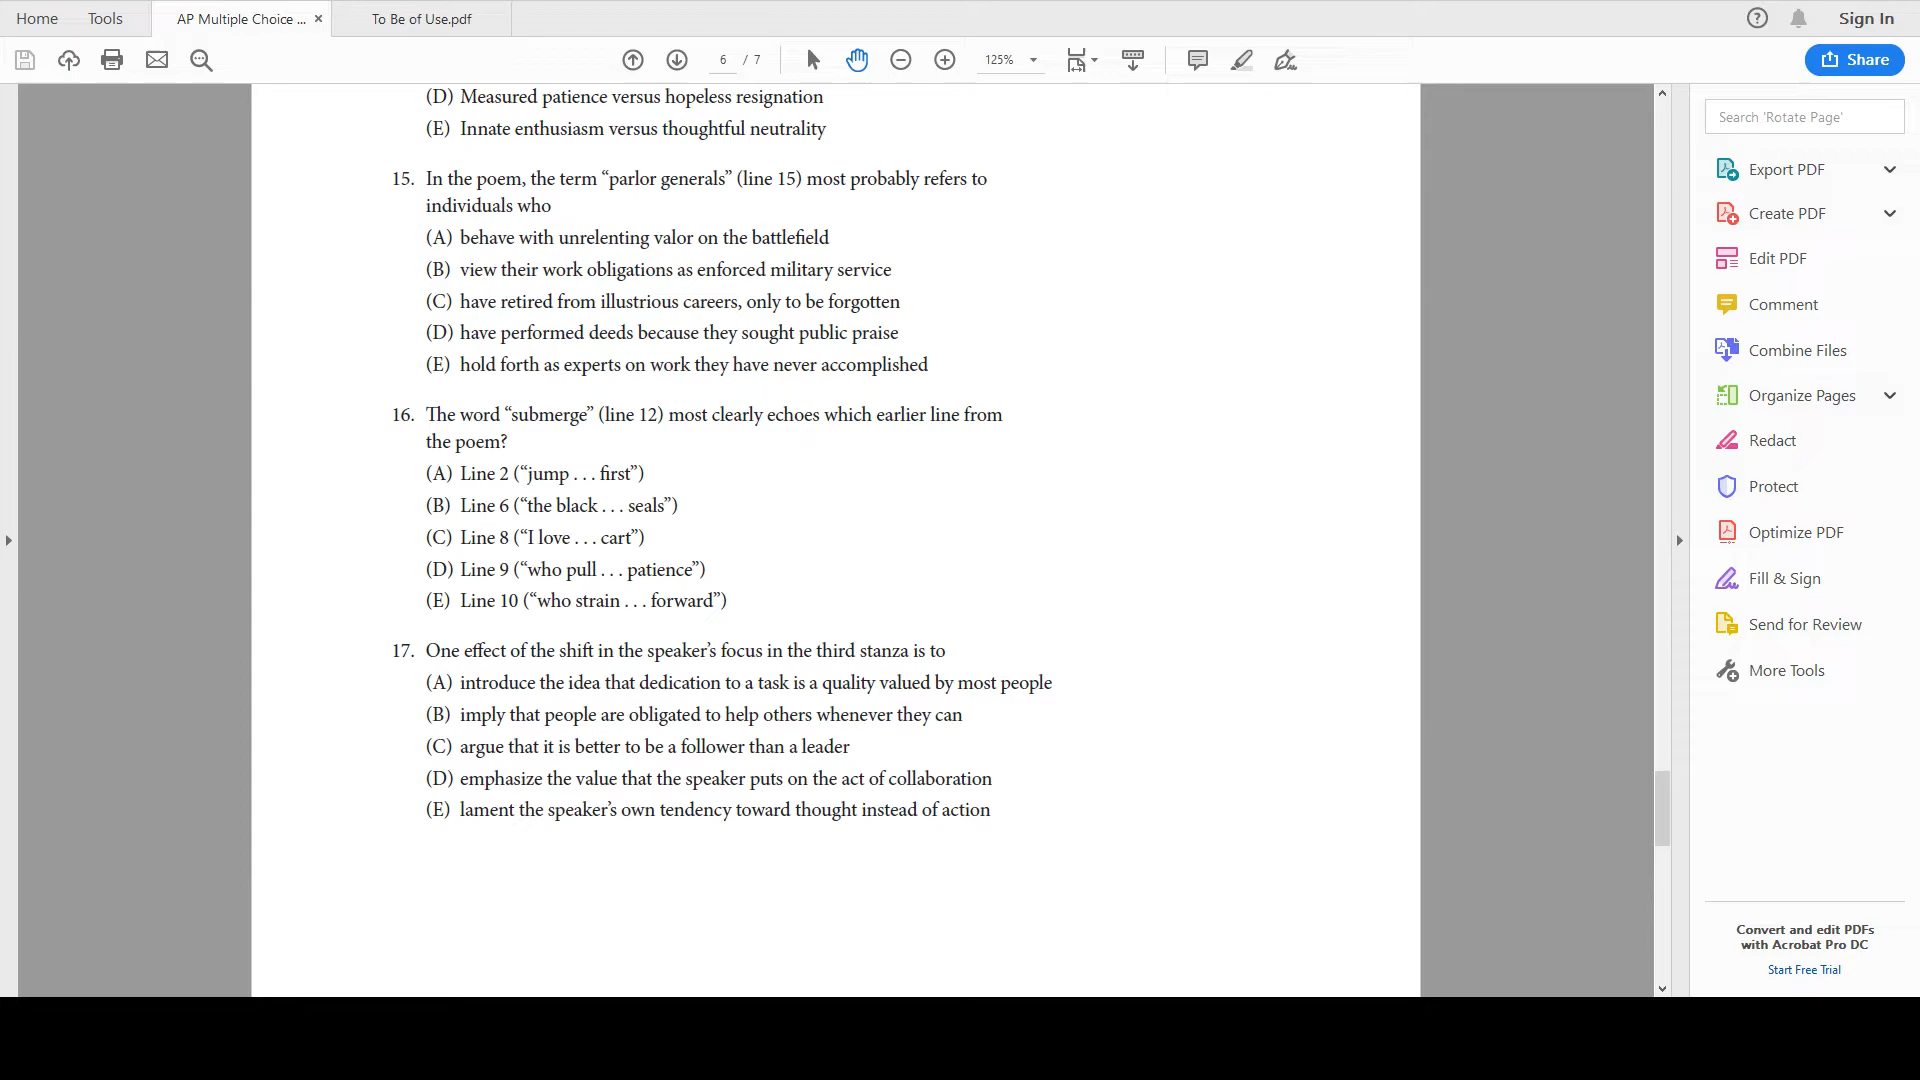 Home Tools AP Multiple Choice ... × To Be of Use.pdf Sign In
6 / 7 125% Share
(D) Measured patience versus hopeless resignation
(E) Innate enthusiasm versus thoughtful neutrality
15. In the poem, the term “parlor generals” (line 15) most probably refers to
individuals who
(A) behave with unrelenting valor on the battlefield
(B) view their work obligations as enforced military service
(C) have retired from illustrious careers, only to be forgotten
(D) have performed deeds because they sought public praise
(E) hold forth as experts on work they have never accomplished
16. The word “submerge” (line 12) most clearly echoes which earlier line from
the poem?
(A) Line 2 (“jump . . . first”)
(B) Line 6 (“the black . . . seals”)
(C) Line 8 (“I love . . . cart”)
(D) Line 9 (“who pull . . . patience”)
(E) Line 10 (“who strain . . . forward”)
17. One effect of the shift in the speaker’s focus in the third stanza is to
(A) introduce the idea that dedication to a task is a quality valued by most people
(B) imply that people are obligated to help others whenever they can
(C) argue that it is better to be a follower than a leader
(D) emphasize the value that the speaker puts on the act of collaboration
(E) lament the speaker’s own tendency toward thought instead of action
Search 'Rotate Page'
Export PDF
Create PDF
Edit PDF
Comment
Combine Files
Organize Pages
Redact
Protect
Optimize PDF
Fill & Sign
Send for Review
More Tools
Convert and edit PDFs
with Acrobat Pro DC
Start Free Trial